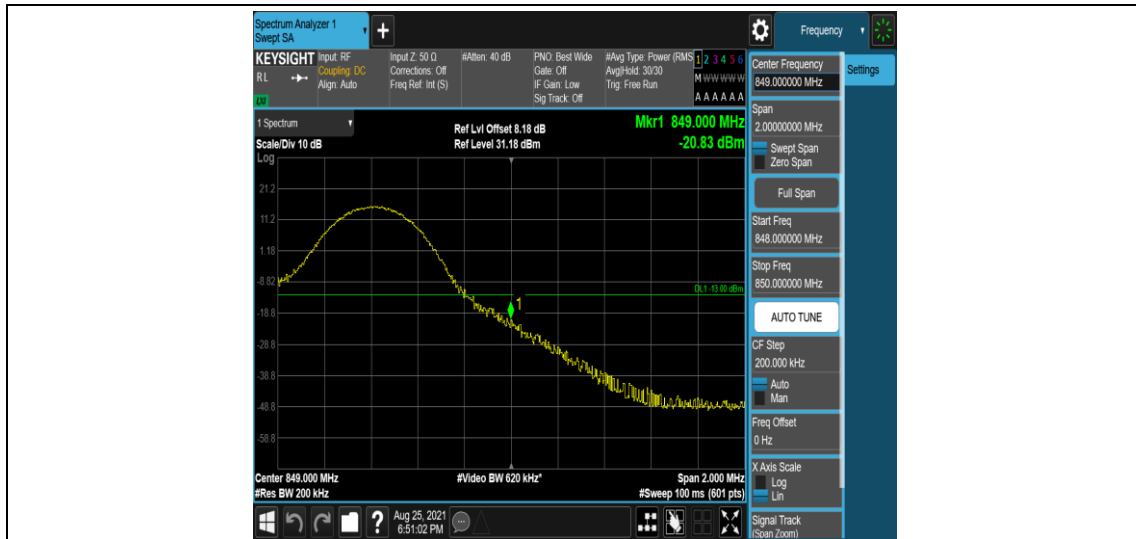 Spectrum Analyzer 1
Swept SA
+
Frequency
KEYSIGHT
RL
LXI
Input: RF
Coupling: DC
Align: Auto
Input Z: 50 Ω
Corrections: Off
Freq Ref: Int (S)
#Atten: 40 dB
PNO: Best Wide
Gate: Off
IF Gain: Low
Sig Track: Off
#Avg Type: Power (RMS
Avg|Hold: 30/30
Trig: Free Run
1 2 3 4 5 6
M W W W W W
A A A A A A
1 Spectrum
Scale/Div 10 dB
Log
Ref Lvl Offset 8.18 dB
Ref Level 31.18 dBm
Mkr1 849.000 MHz
-20.83 dBm
21.2
11.2
1.18
-8.82
DL1 -13.00 dBm
1
-18.8
-28.8
-38.8
-48.8
-58.8
Center 849.000 MHz
#Res BW 200 kHz
#Video BW 620 kHz*
Span 2.000 MHz
#Sweep 100 ms (601 pts)
?
Aug 25, 2021
6:51:02 PM
Center Frequency
849.000000 MHz
Settings
Span
2.00000000 MHz
Swept Span
Zero Span
Full Span
Start Freq
848.000000 MHz
Stop Freq
850.000000 MHz
AUTO TUNE
CF Step
200.000 kHz
Auto
Man
Freq Offset
0 Hz
X Axis Scale
Log
Lin
Signal Track
(Span Zoom)